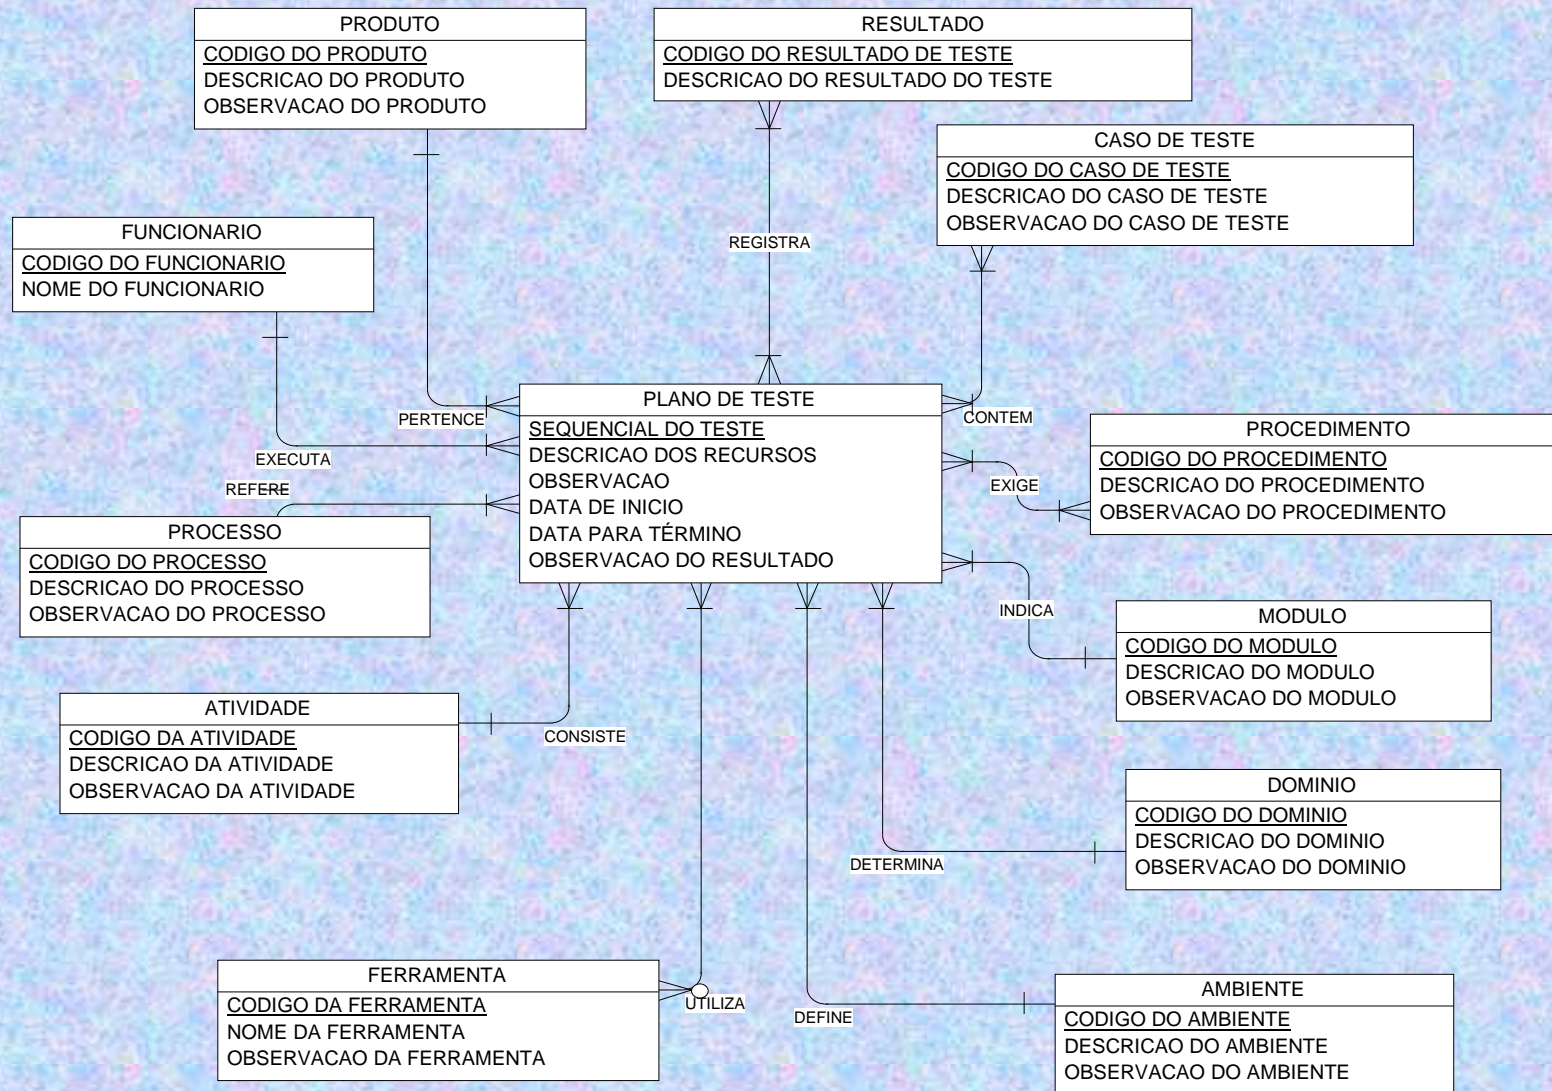 PRODUTO
CODIGO DO PRODUTO
DESCRICAO DO PRODUTO
OBSERVACAO DO PRODUTO
RESULTADO
CODIGO DO RESULTADO DE TESTE
DESCRICAO DO RESULTADO DO TESTE
CASO DE TESTE
CODIGO DO CASO DE TESTE
DESCRICAO DO CASO DE TESTE
OBSERVACAO DO CASO DE TESTE
FUNCIONARIO
CODIGO DO FUNCIONARIO
NOME DO FUNCIONARIO
REGISTRA
PERTENCE
EXECUTA
REFERE
CONTEM
EXIGE
PLANO DE TESTE
SEQUENCIAL DO TESTE
DESCRICAO DOS RECURSOS
OBSERVACAO
DATA DE INICIO
DATA PARA TÉRMINO
OBSERVACAO DO RESULTADO
PROCEDIMENTO
CODIGO DO PROCEDIMENTO
DESCRICAO DO PROCEDIMENTO
OBSERVACAO DO PROCEDIMENTO
PROCESSO
CODIGO DO PROCESSO
DESCRICAO DO PROCESSO
OBSERVACAO DO PROCESSO
INDICA
MODULO
CODIGO DO MODULO
DESCRICAO DO MODULO
OBSERVACAO DO MODULO
ATIVIDADE
CODIGO DA ATIVIDADE
DESCRICAO DA ATIVIDADE
OBSERVACAO DA ATIVIDADE
CONSISTE
DOMINIO
CODIGO DO DOMINIO
DESCRICAO DO DOMINIO
OBSERVACAO DO DOMINIO
DETERMINA
FERRAMENTA
CODIGO DA FERRAMENTA
NOME DA FERRAMENTA
OBSERVACAO DA FERRAMENTA
UTILIZA
DEFINE
AMBIENTE
CODIGO DO AMBIENTE
DESCRICAO DO AMBIENTE
OBSERVACAO DO AMBIENTE